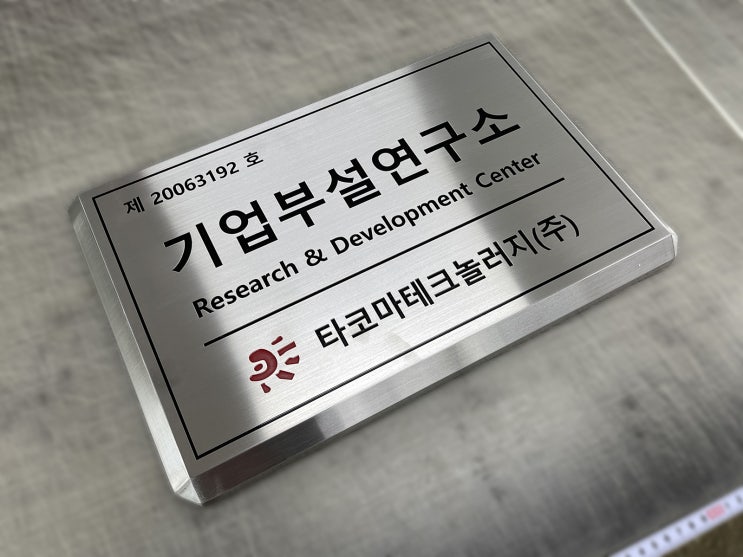 제 20063192 호
기업부설연구소
Research & Development Center
타코마테크놀러지(주)